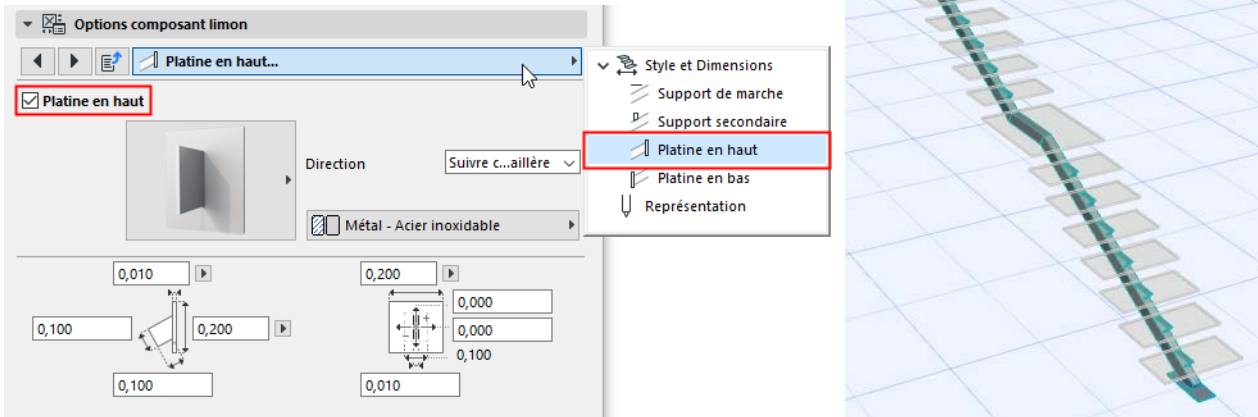 Options composant limon
Platine en haut...
Platine en haut
Direction
Suivre c...aillère
Métal - Acier inoxidable
0,010
0,100
0,200
0,100
0,200
0,000
0,000
0,100
0,010
Style et Dimensions
Support de marche
Support secondaire
Platine en haut
Platine en bas
Représentation